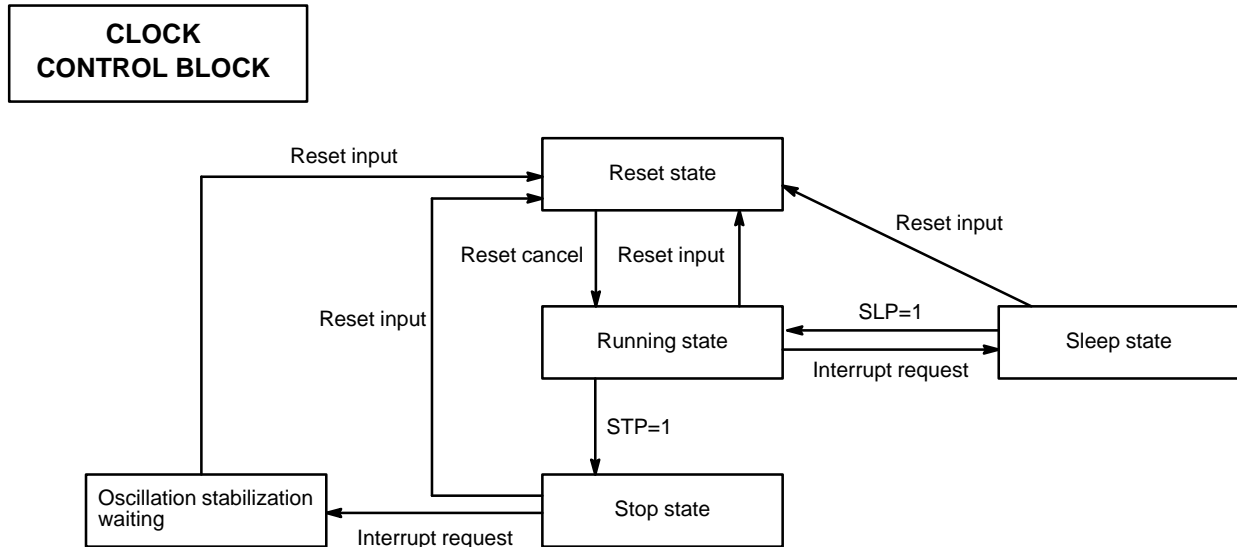 CLOCK
CONTROL BLOCK
Reset input
Reset state
Reset input
Reset cancel
Reset input
Reset input
SLP=1
Running state
Sleep state
Interrupt request
STP=1
Oscillation stabilization
waiting
Stop state
Interrupt request